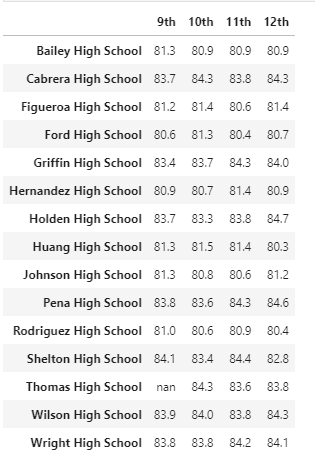 9th 10th 11th 12th
Bailey High School 81.3 80.9 80.9 80.9
Cabrera High School 83.7 84.3 83.8 84.3
Figueroa High School 81.2 81.4 80.6 81.4
Ford High School 80.6 81.3 80.4 80.7
Griffin High School 83.4 83.7 84.3 84.0
Hernandez High School 80.9 80.7 81.4 80.9
Holden High School 83.7 83.3 83.8 84.7
Huang High School 81.3 81.5 81.4 80.3
Johnson High School 81.3 80.8 80.6 81.2
Pena High School 83.8 83.6 84.3 84.6
Rodriguez High School 81.0 80.6 80.9 80.4
Shelton High School 84.1 83.4 84.4 82.8
Thomas High School nan 84.3 83.6 83.8
Wilson High School 83.9 84.0 83.8 84.3
Wright High School 83.8 83.8 84.2 84.1